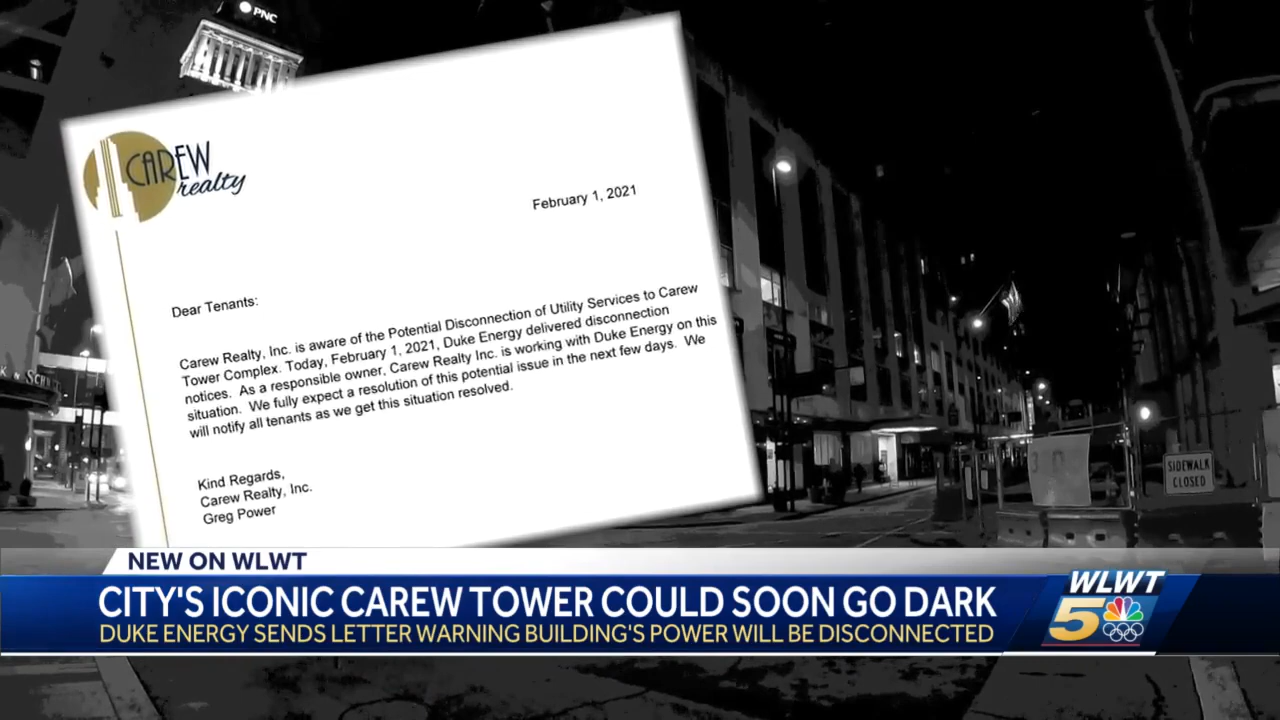 PNC
CAREW
realty
February 1, 2021
Dear Tenants:
Carew Realty, Inc. is aware of the Potential Disconnection of Utility Services to Carew
Tower Complex. Today, February 1, 2021, Duke Energy delivered disconnection
notices. As a responsible owner, Carew Realty Inc. is working with Duke Energy on this
situation. We fully expect a resolution of this potential issue in the next few days. We
will notify all tenants as we get this situation resolved.
Kind Regards,
Carew Realty, Inc.
Greg Power
SIDEWALK
CLOSED
NEW ON WLWT
CITY'S ICONIC CAREW TOWER COULD SOON GO DARK
DUKE ENERGY SENDS LETTER WARNING BUILDING'S POWER WILL BE DISCONNECTED
WLWT
5